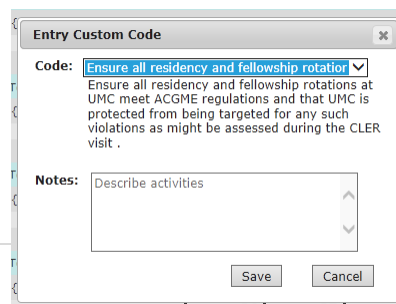 Entry Custom Code
Code: Ensure all residency and fellowship rotation
Ensure all residency and fellowship rotations at
UMC meet ACGME regulations and that UMC is
protected from being targeted for any such
violations as might be assessed during the CLER
visit .
Notes: Describe activities
Save Cancel